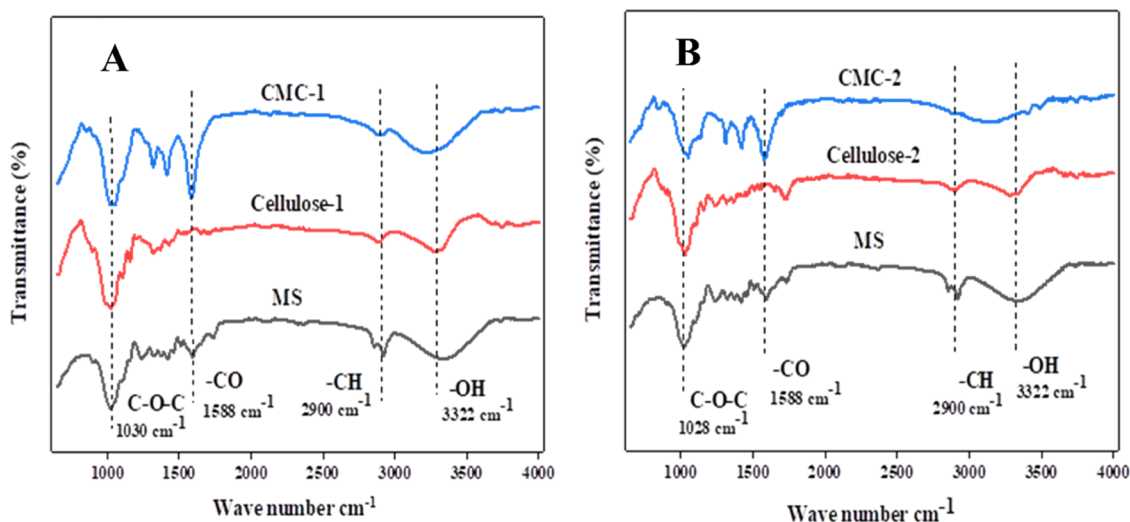 A
CMC-1
Cellulose-1
MS
C-O-C
1030 cm-1
-CO
1588 cm-1
-CH
2900 cm-1
-OH
3322 cm-1
Transmittance (%)
1000 1500 2000 2500 3000 3500 4000
Wave number cm-1
B
CMC-2
Cellulose-2
MS
C-O-C
1028 cm-1
-CO
1588 cm-1
-CH
2900 cm-1
-OH
3322 cm-1
Transmittance (%)
1000 1500 2000 2500 3000 3500 4000
Wave number cm-1